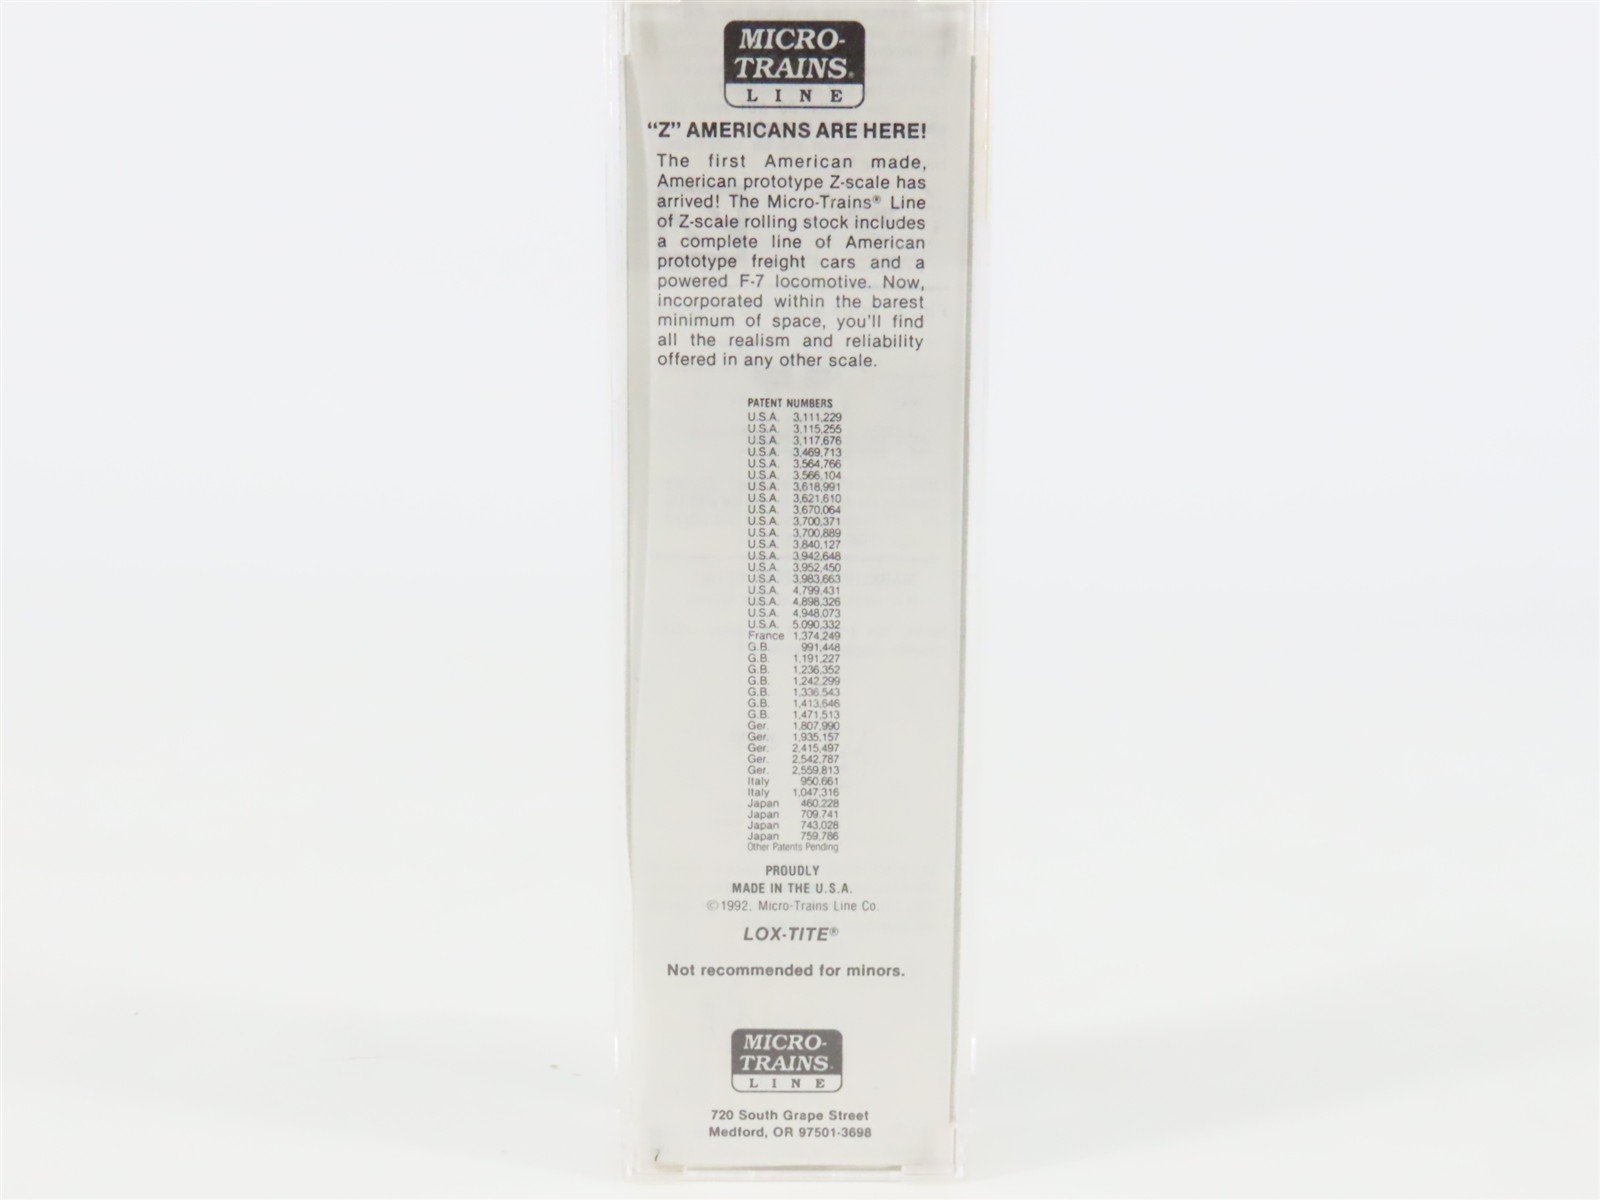 MICRO-
TRAINS®
LINE
"Z" AMERICANS ARE HERE!
The first American made,
American prototype Z-scale has
arrived! The Micro-Trains® Line
of Z-scale rolling stock includes
a complete line of American
prototype freight cars and a
powered F-7 locomotive. Now,
incorporated within the barest
minimum of space, you'll find
all the realism and reliability
offered in any other scale.
PATENT NUMBERS
U.S.A. 3,111,229
U.S.A. 3,115,255
U.S.A. 3,117,676
U.S.A. 3,469,713
U.S.A. 3,564,766
U.S.A. 3,566,104
U.S.A. 3,618,991
U.S.A. 3,621,610
U.S.A. 3,670,064
U.S.A. 3,700,371
U.S.A. 3,700,889
U.S.A. 3,840,127
U.S.A. 3,942,648
U.S.A. 3,952,450
U.S.A. 3,983,663
U.S.A. 4,799,431
U.S.A. 4,898,326
U.S.A. 4,948,073
U.S.A. 5,090,332
France 1,374,249
G.B. 991,448
G.B. 1,191,227
G.B. 1,236,352
G.B. 1,242,299
G.B. 1,336,543
G.B. 1,413,646
G.B. 1,471,513
Ger. 1,807,990
Ger. 1,935,157
Ger. 2,415,497
Ger. 2,542,787
Ger. 2,559,813
Italy 950,661
Italy 1,047,316
Japan 460,228
Japan 709,741
Japan 743,028
Japan 759,786
Other Patents Pending
PROUDLY
MADE IN THE U.S.A.
©1992, Micro-Trains Line Co.
LOX-TITE®
Not recommended for minors.
MICRO-
TRAINS®
LINE
720 South Grape Street
Medford, OR 97501-3698